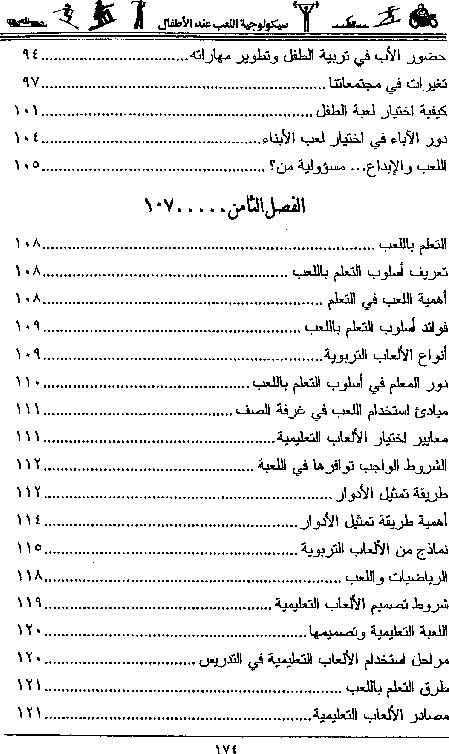 سيكولوجية اللعب عند الأطفال
حضور الأب في تربية الطفل وتطوير مهاراته ٩٤
تغيرات في مجتمعاتنا ٩٧
كيفية اختيار لعبة الطفل ١٠١
دور الآباء في اختيار لعب الأبناء ١٠٤
اللعب والإبداع... مسؤولية من؟ ١٠٥
الفصل الثامن.....١٠٧
التعلم باللعب ١٠٨
تعريف أسلوب التعلم باللعب ١٠٨
أهمية اللعب في التعلم ١٠٨
فوائد أسلوب التعلم باللعب ١٠٩
أنواع الألعاب التربوية ١٠٩
دور المعلم في أسلوب التعلم باللعب ١١٠
مبادئ استخدام اللعب في غرفة الصف ١١١
معايير اختيار الألعاب التعليمية ١١١
الشروط الواجب توافرها في اللعبة ١١٢
طريقة تمثيل الأدوار ١١٢
أهمية طريقة تمثيل الأدوار ١١٤
نماذج من الألعاب التربوية ١١٥
الرياضيات واللعب ١١٨
شروط تصميم الألعاب التعليمية ١١٩
اللعبة التعليمية وتصميمها ١٢٠
مراحل استخدام الألعاب التعليمية في التدريس ١٢٠
طرق التعلم باللعب ١٢١
مصادر الألعاب التعليمية ١٢١
١٧٤